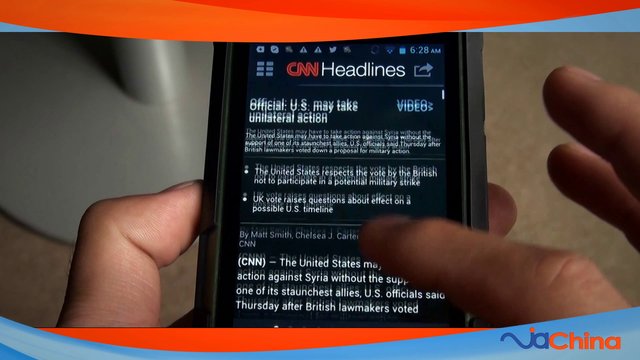 6:28 AM
CNN Headlines
Official: U.S. may take VIDEO>
unilateral action
The United States may have to take action against Syria without the
support of one of its staunchest allies, U.S. officials said Thursday after
British lawmakers voted down a proposal for military action.
• The United States respects the vote by the British
not to participate in a potential military strike
• UK vote raises questions about effect on a
possible U.S. timeline
By Matt Smith, Chelsea J. Carter
CNN
(CNN) — The United States may
action against Syria without the supp
one of its staunchest allies, U.S. officials said
Thursday after British lawmakers voted
viaChina